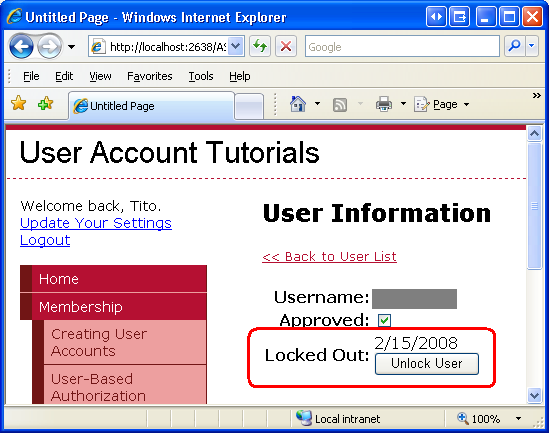 Untitled Page - Windows Internet Explorer
http://localhost:2638/AS
Google
File Edit View Favorites Tools Help
Untitled Page
Page
User Account Tutorials
Welcome back, Tito.
Update Your Settings
Logout
Home
Membership
Creating User
Accounts
User-Based
Authorization
User Information
<< Back to User List
Username:
Approved:
Locked Out:
2/15/2008
Unlock User
Local intranet
100%